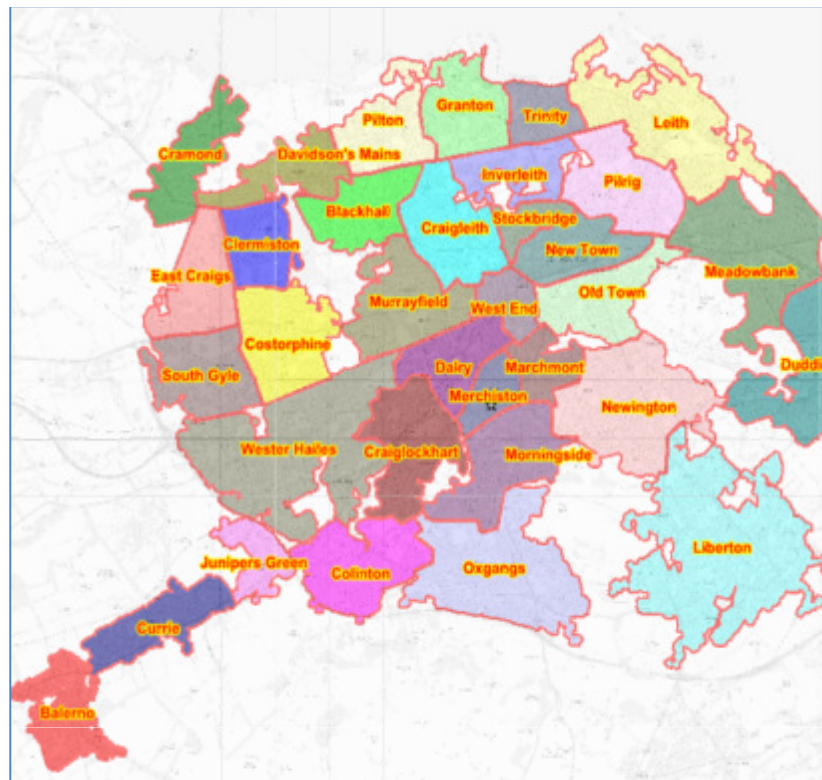 Granton
Pilton
Trinity
Leith
Cramond
Davidson's Mains
Inverleith
Pilrig
Blackhall
Stockbridge
Craigleith
Clermiston
New Town
East Craigs
Meadowbank
Old Town
Murrayfield
West End
Costorphine
Dalry
Marchmont
Duddi
South Gyle
Merchiston
Newington
Wester Hailes
Craiglockhart
Morningside
Liberton
Junipers Green
Colinton
Oxgangs
Currie
Balerno